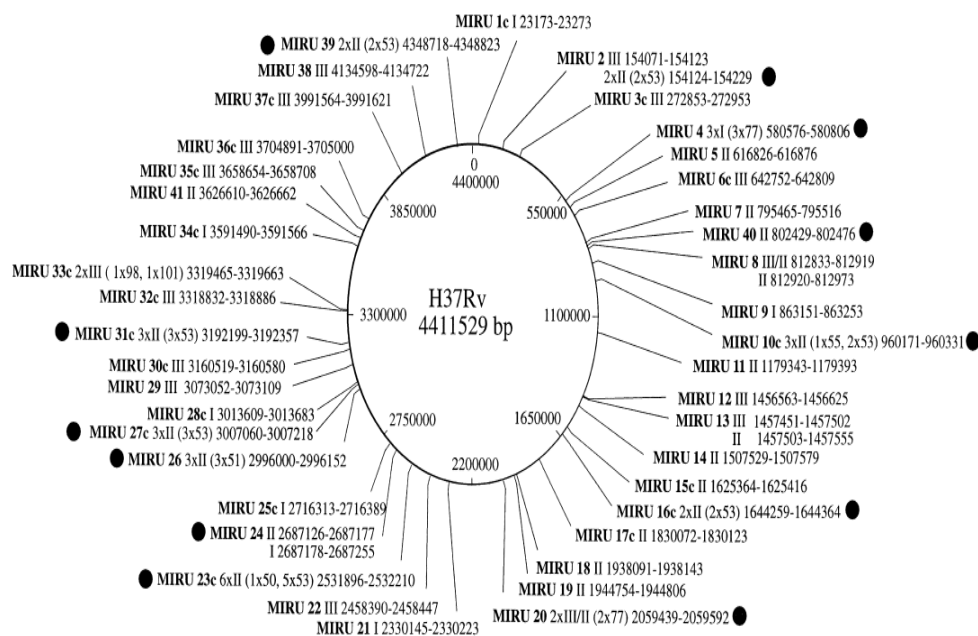 MIRU 1c I 23173-23273
MIRU 2 III 154071-154123
2xII (2x53) 154124-154229
MIRU 3c III 272853-272953
MIRU 4 3xI (3x77) 580576-580806
MIRU 5 II 616826-616876
MIRU 6c III 642752-642809
MIRU 7 II 795465-795516
MIRU 40 II 802429-802476
MIRU 8 III/II 812833-812919
II 812920-812973
MIRU 9 I 863151-863253
MIRU 10c 3xII (1x55, 2x53) 960171-960331
MIRU 11 II 1179343-1179393
MIRU 12 III 1456563-1456625
MIRU 13 III 1457451-1457502
II 1457503-1457555
MIRU 14 II 1507529-1507579
MIRU 15c II 1625364-1625416
MIRU 16c 2xII (2x53) 1644259-1644364
MIRU 17c II 1830072-1830123
MIRU 18 II 1938091-1938143
MIRU 19 II 1944754-1944806
MIRU 20 2xIII/II (2x77) 2059439-2059592
MIRU 21 I 2330145-2330223
MIRU 22 III 2458390-2458447
MIRU 23c 6xII (1x50, 5x53) 2531896-2532210
MIRU 24 II 2687126-2687177
I 2687178-2687255
MIRU 25c I 2716313-2716389
MIRU 26 3xII (3x51) 2996000-2996152
MIRU 27c 3xII (3x53) 3007060-3007218
MIRU 28c I 3013609-3013683
MIRU 29 III 3073052-3073109
MIRU 30c III 3160519-3160580
MIRU 31c 3xII (3x53) 3192199-3192357
MIRU 32c III 3318832-3318886
MIRU 33c 2xIII ( 1x98, 1x101) 3319465-3319663
MIRU 34c I 3591490-3591566
MIRU 41 II 3626610-3626662
MIRU 35c III 3658654-3658708
MIRU 36c III 3704891-3705000
MIRU 37c III 3991564-3991621
MIRU 38 III 4134598-4134722
MIRU 39 2xII (2x53) 4348718-4348823
0
4400000
550000
1100000
1650000
2200000
2750000
3300000
3850000
H37Rv
4411529 bp